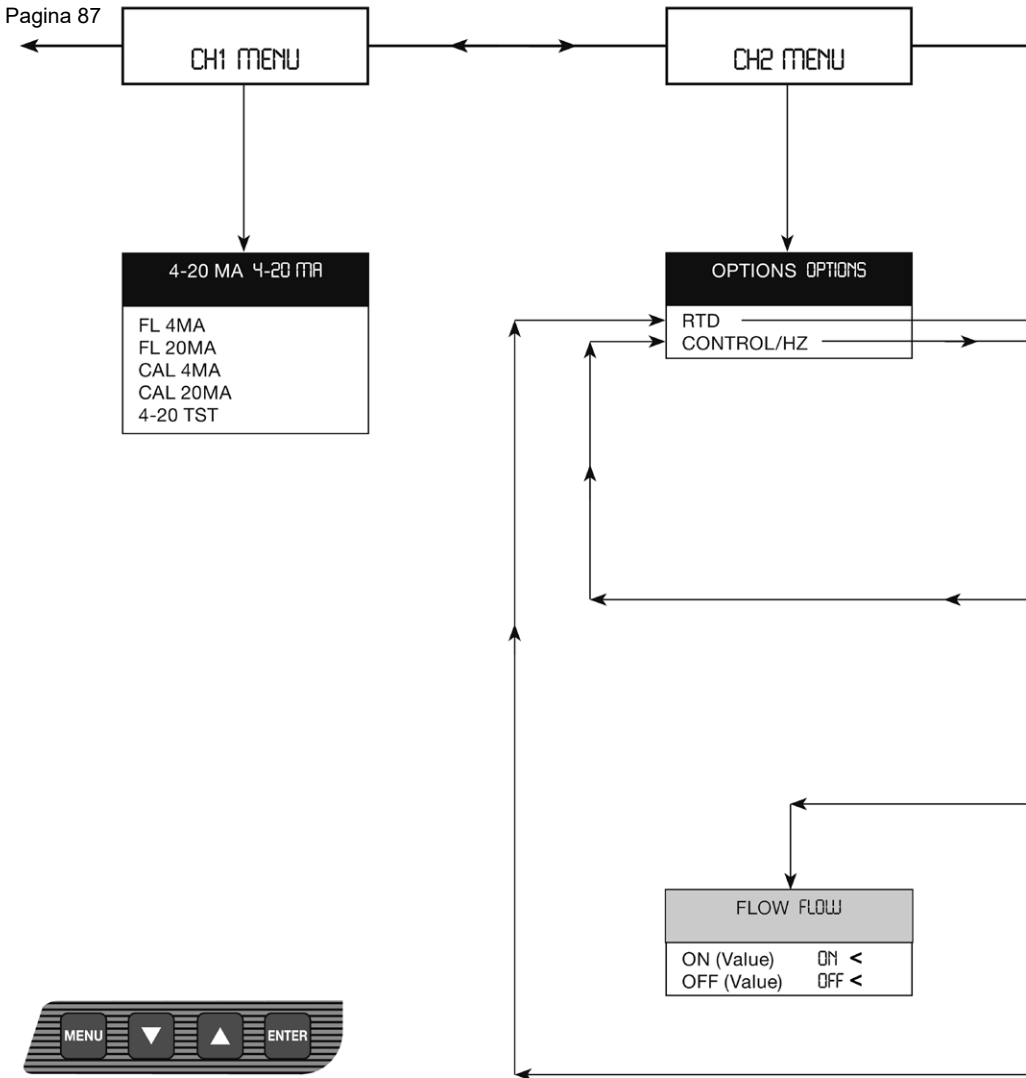 Pagina 87
CH1 MENU
CH2 MENU
4-20 MA 4-20 MA
FL 4MA
FL 20MA
CAL 4MA
CAL 20MA
4-20 TST
OPTIONS OPTIONS
RTD
CONTROL/HZ
FLOW FLOW
ON (Value) ON <
OFF (Value) OFF <
MENU
ENTER